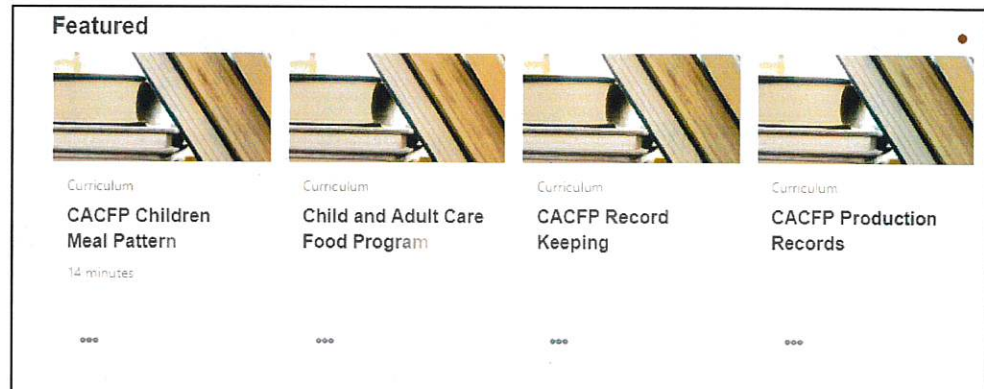 Featured
Curriculum
CACFP Children
Meal Pattern
14 minutes
Curriculum
Child and Adult Care
Food Program
Curriculum
CACFP Record
Keeping
Curriculum
CACFP Production
Records